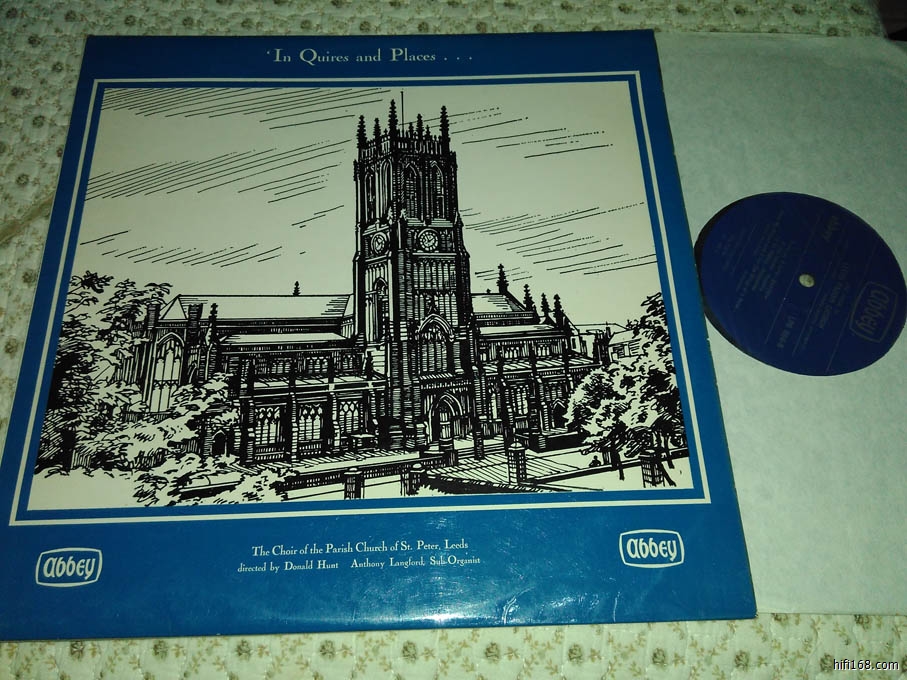 'In Quires and Places . . .
The Choir of the Parish Church of St. Peter, Leeds
directed by Donald Hunt Anthony Langford, Sub-Organist
abbey
abbey
abbey
hifi168.com